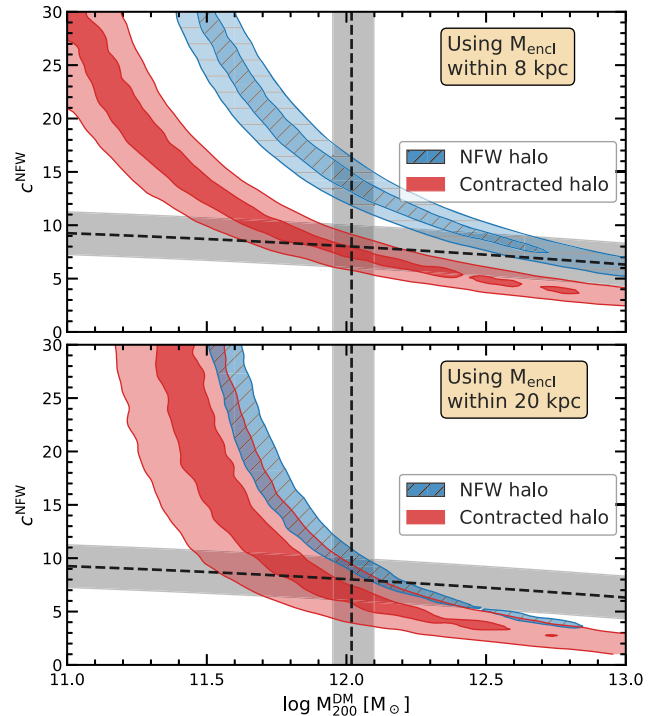 30
25
20
15
10
5
0
c^NFW
Using M_encl
within 8 kpc
NFW halo
Contracted halo
30
25
20
15
10
5
0
c^NFW
Using M_encl
within 20 kpc
NFW halo
Contracted halo
11.0 11.5 12.0 12.5 13.0
log M_200^DM [M_⊙]